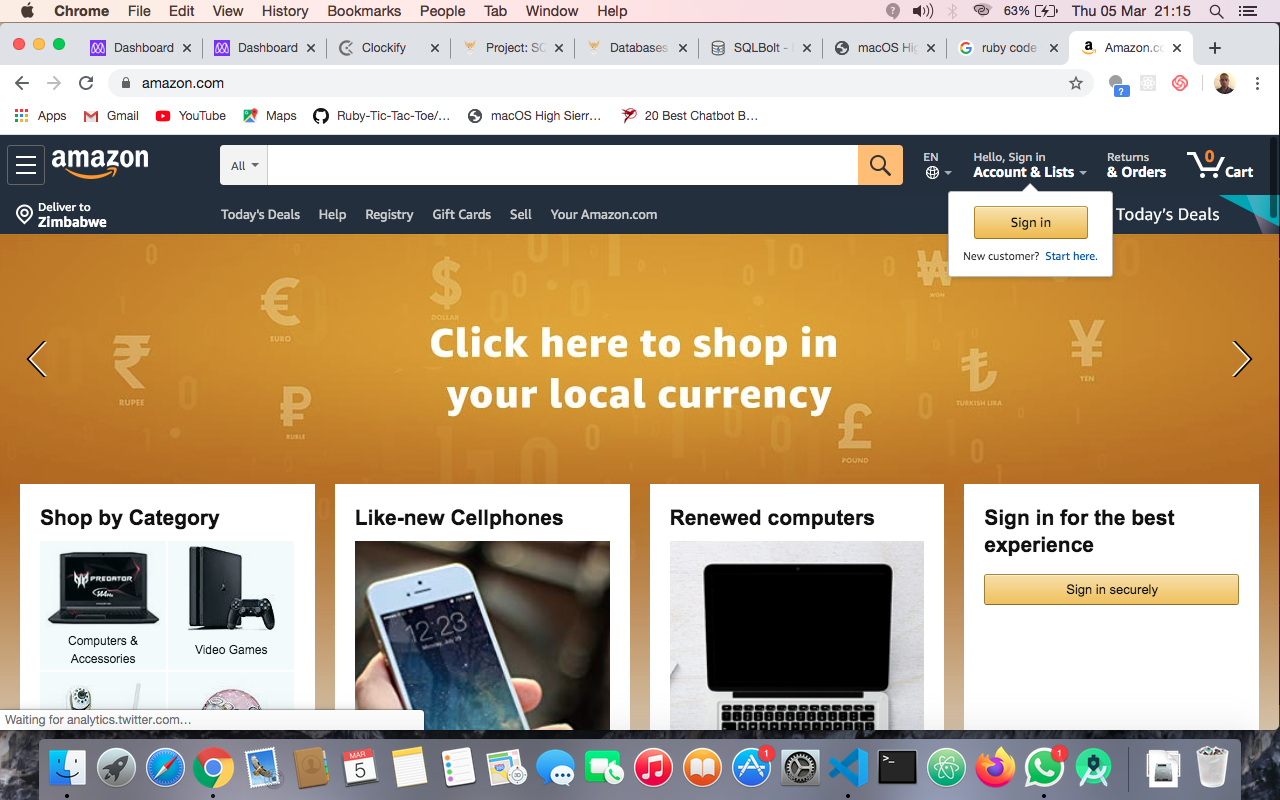 Chrome File Edit View History Bookmarks People Tab Window Help 63% Thu 05 Mar 21:15
Dashboard Dashboard Clockify Project: SQ Databases SQLBolt - macOS Hig ruby code Amazon.co
amazon.com
Apps Gmail YouTube Maps Ruby-Tic-Tac-Toe/... macOS High Sierr... 20 Best Chatbot B...
amazon
All
EN
Hello, Sign in
Account & Lists
Returns
& Orders
0
Cart
Deliver to
Zimbabwe
Today's Deals Help Registry Gift Cards Sell Your Amazon.com
Today's Deals
Sign in
New customer? Start here.
Click here to shop in
your local currency
₹
RUPEE
€
EURO
$
DOLLAR
₽
RUBLE
£
POUND
₩
WON
₺
TURKISH LIRA
¥
YEN
Shop by Category
PREDATOR
Computers &
Accessories
Video Games
Like-new Cellphones
12:23
Monday, July 19
Renewed computers
Sign in for the best
experience
Sign in securely
Waiting for analytics.twitter.com...
MAR
5
1
1